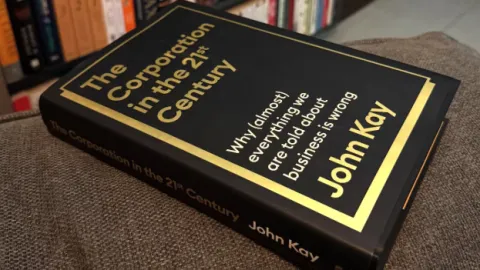 The
Corporation
in the 21st
Century
Why (almost)
everything we
are told about
business is wrong
John Kay
The Corporation in the 21st Century John Kay